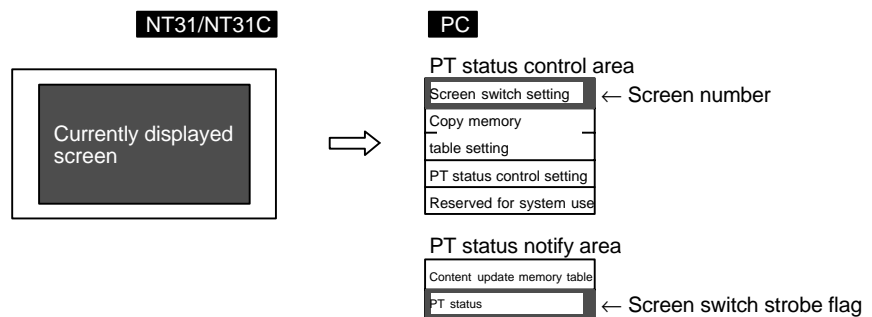 NT31/NT31C
PC
Currently displayed
screen
PT status control area
Screen switch setting
← Screen number
Copy memory
table setting
PT status control setting
Reserved for system use
PT status notify area
Content update memory table
PT status
← Screen switch strobe flag